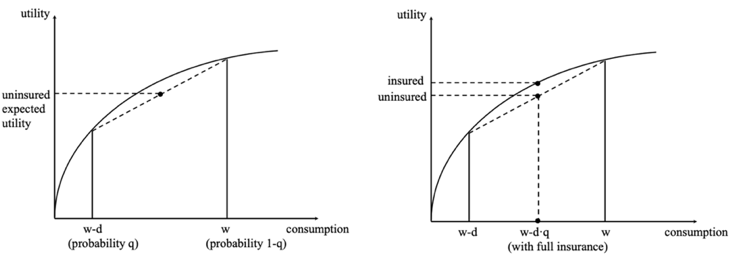 utility
uninsured
expected
utility
w-d
(probability q)
w
(probability 1-q)
consumption
utility
insured
uninsured
w-d
w-d·q
(with full insurance)
w
consumption